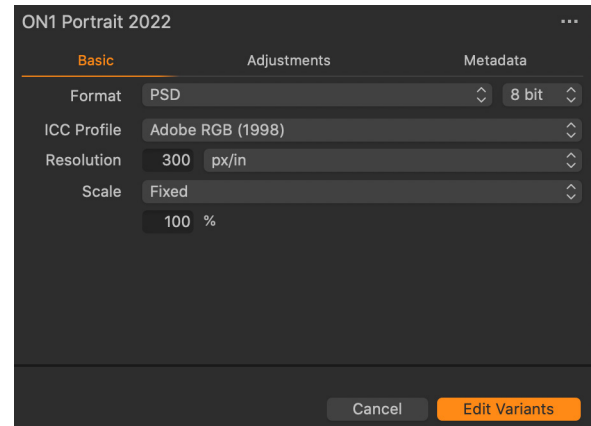 ON1 Portrait 2022 ...
Basic Adjustments Metadata
Format PSD 8 bit
ICC Profile Adobe RGB (1998)
Resolution 300 px/in
Scale Fixed
100 %
Cancel Edit Variants